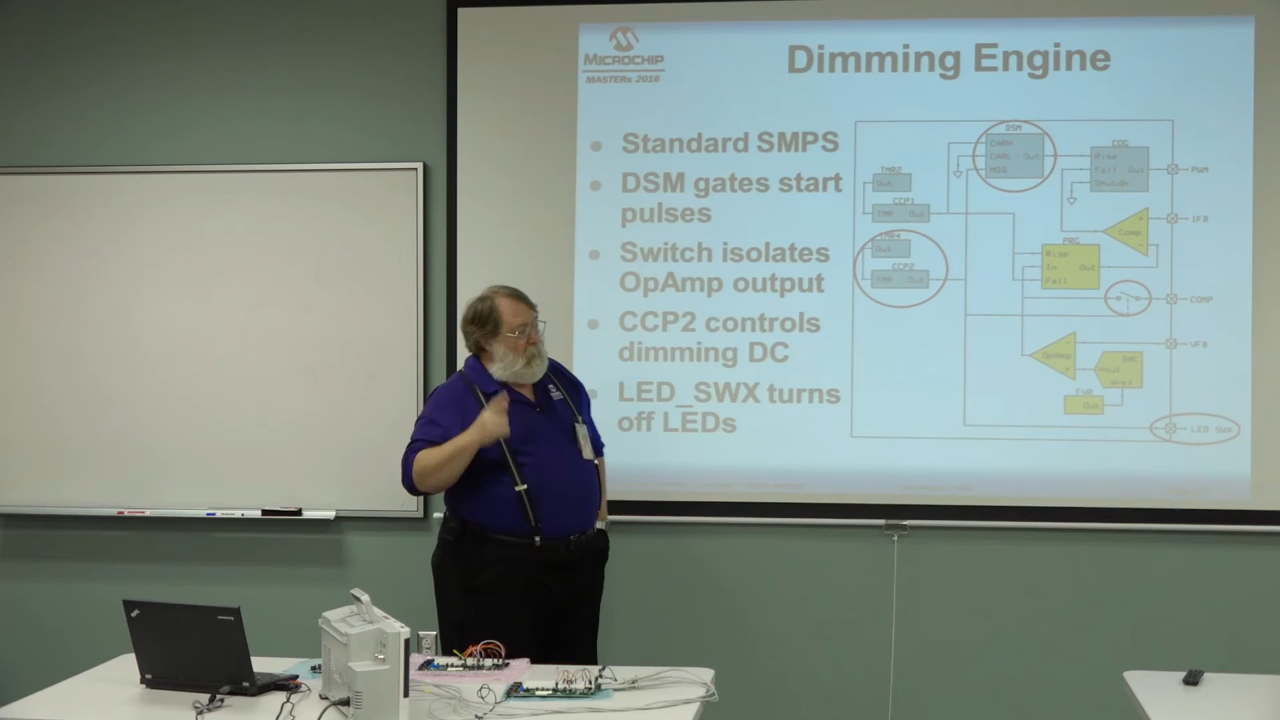 MICROCHIP
MASTERs 2016
Dimming Engine
Standard SMPS
DSM gates start
pulses
Switch isolates
OpAmp output
CCP2 controls
dimming DC
LED_SWX turns
off LEDs
DSM
CARH
CARL Out
MOD
COG
Rise
Fall Out
Shutdn
PWM
TMR2
Out
CCP1
TMR Out
IFB
Comp
TMR4
Out
CCP2
TMR Out
PRG
Rise
In Out
Fall
COMP
VFB
OpAmp
Vout
Vref
FVR
Out
LED SWX